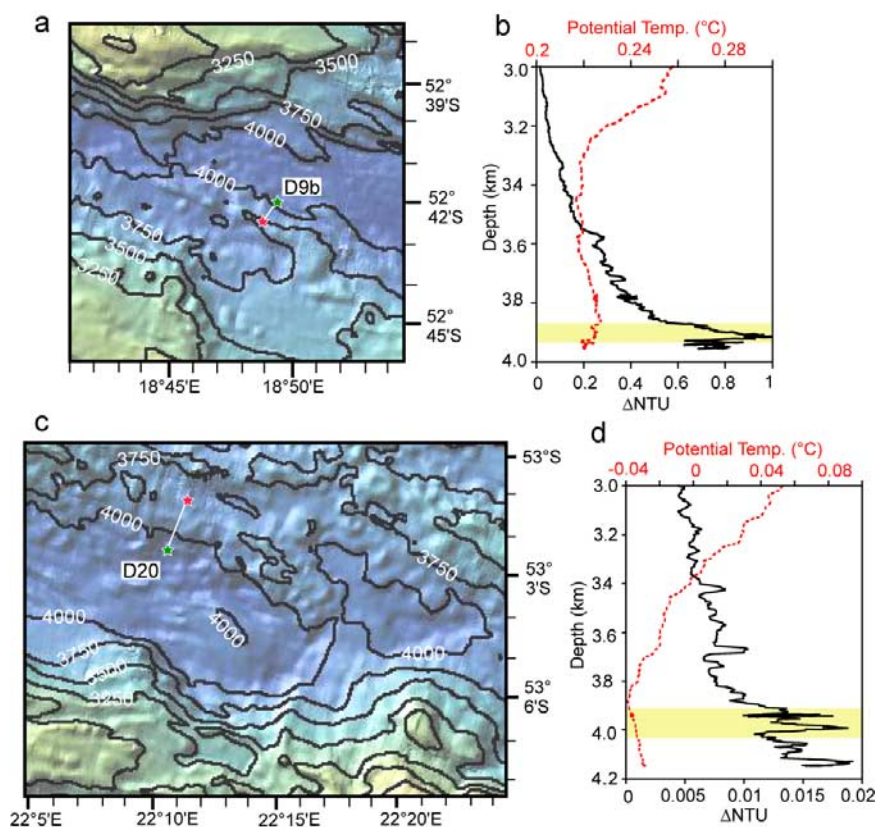 a
3250
3500
3750
4000
4000
D9b
3750
3500
3250
52°
39'S
52°
42'S
52°
45'S
18°45'E
18°50'E
b
Potential Temp. (°C)
0.2
0.24
0.28
3.0
3.2
3.4
3.6
3.8
4.0
Depth (km)
0
0.2
0.4
0.6
0.8
1
ΔNTU
c
3750
4000
D20
4000
3750
4000
4000
3750
3500
3250
53°S
53°
3'S
53°
6'S
22°5'E
22°10'E
22°15'E
22°20'E
d
Potential Temp. (°C)
-0.04
0
0.04
0.08
3.0
3.2
3.4
3.6
3.8
4.0
4.2
Depth (km)
0
0.005
0.01
0.015
0.02
ΔNTU